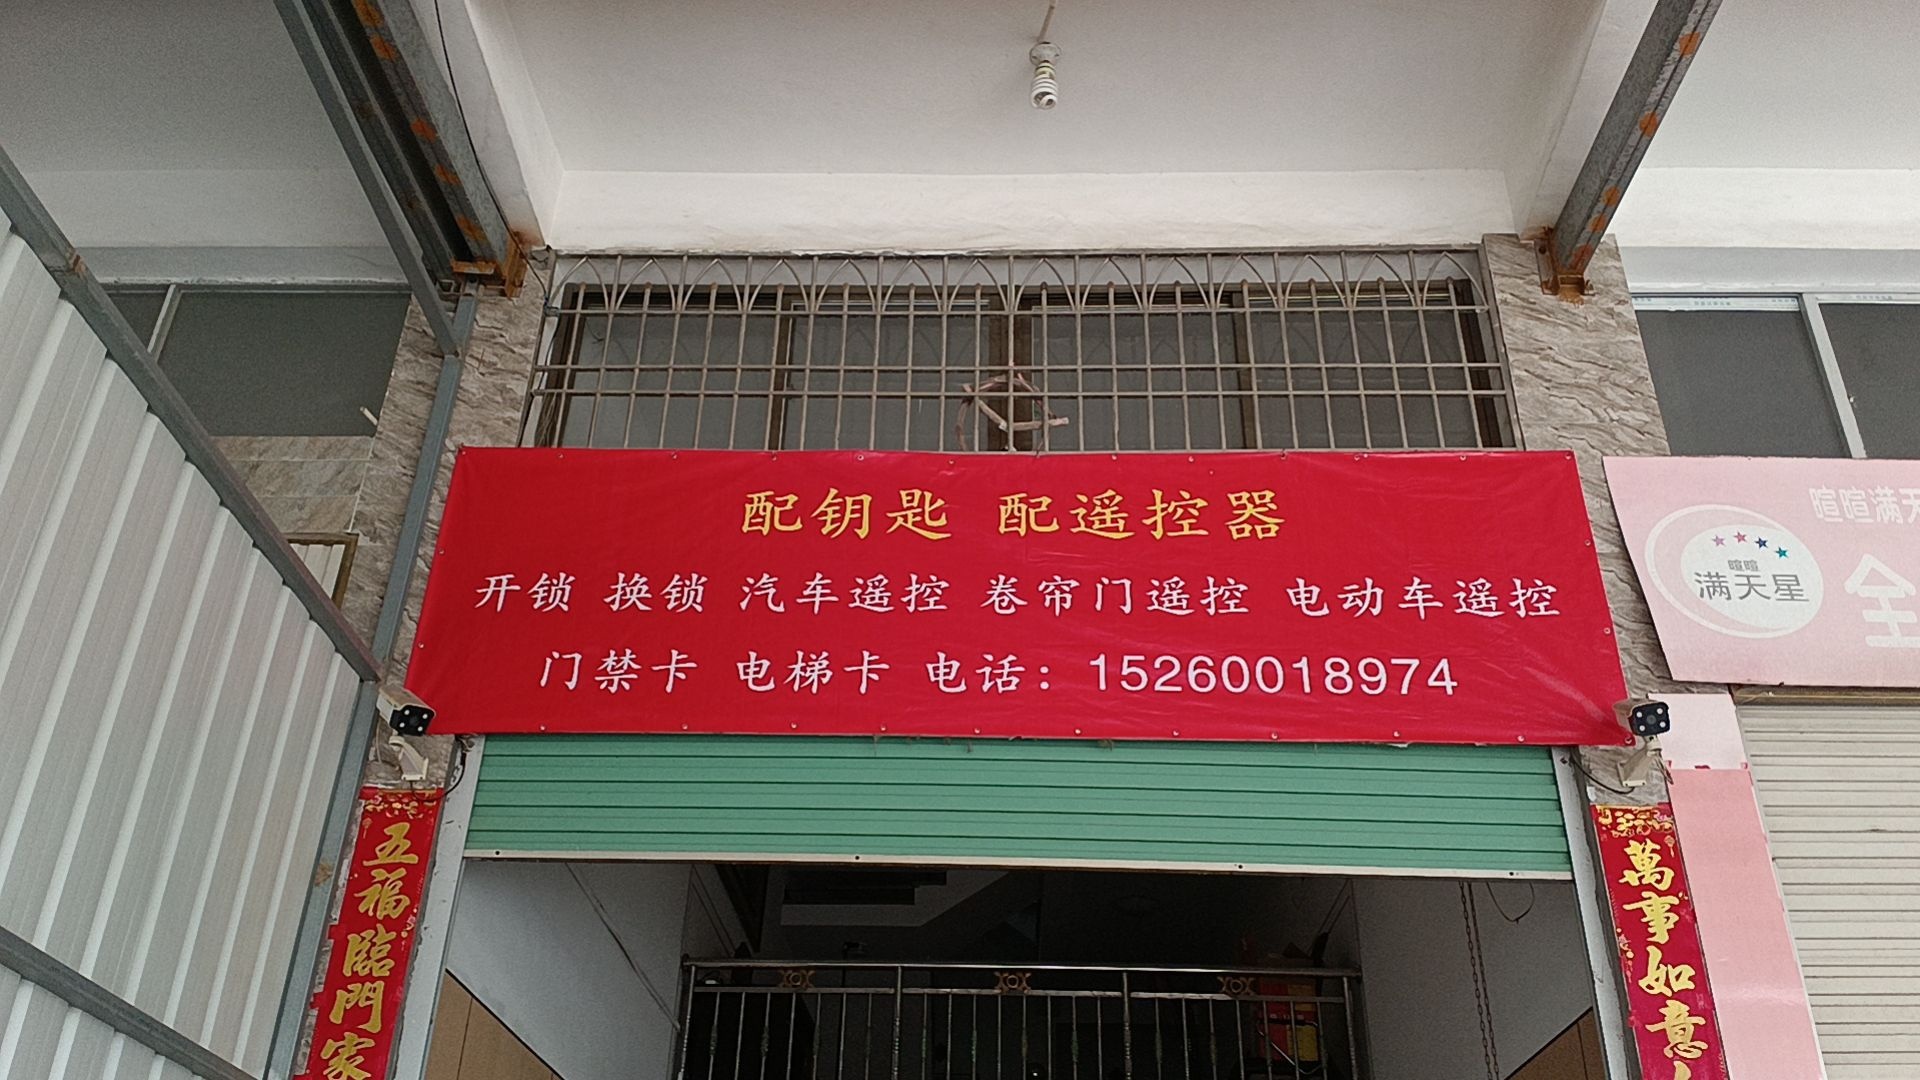 配钥匙 配遥控器
开锁 换锁 汽车遥控 卷帘门遥控 电动车遥控
门禁卡 电梯卡 电话：15260018974
喧喧满天
喧喧
满天星
全
五福臨門家
萬事如意